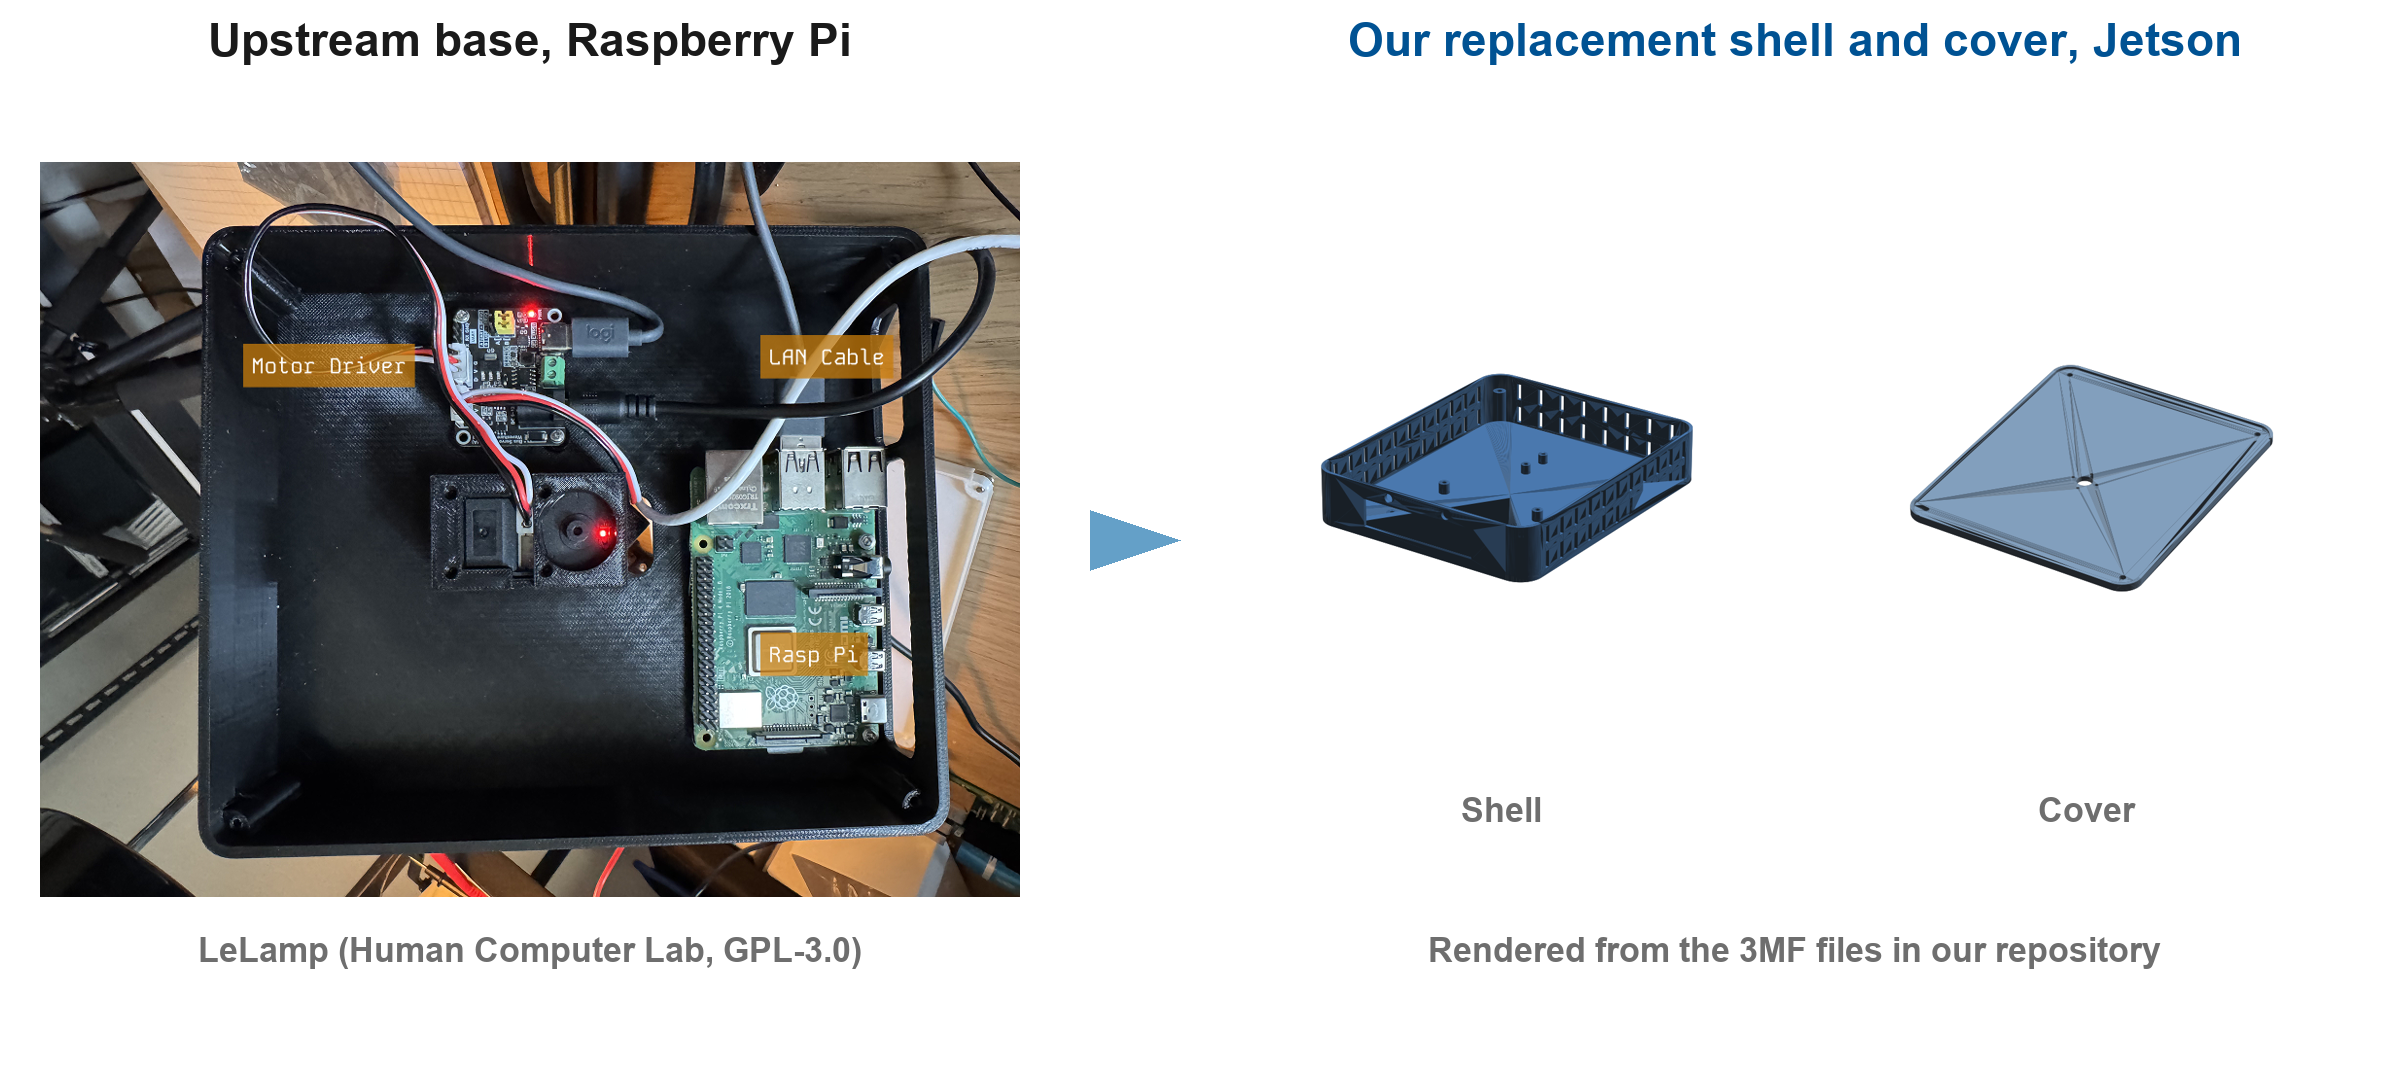 Upstream base, Raspberry Pi
Our replacement shell and cover, Jetson
logi
Motor Driver
LAN Cable
Rasp Pi
Shell
Cover
LeLamp (Human Computer Lab, GPL-3.0)
Rendered from the 3MF files in our repository